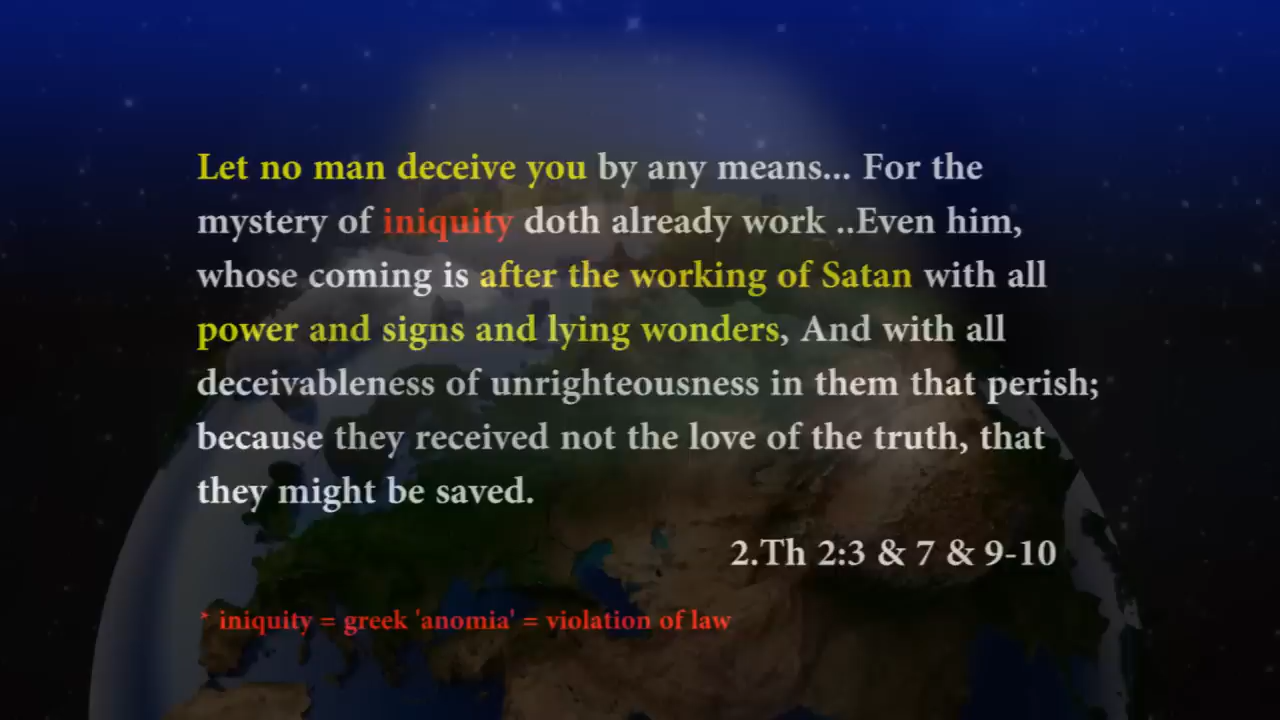 Let no man deceive you by any means... For the
mystery of iniquity doth already work ..Even him,
whose coming is after the working of Satan with all
power and signs and lying wonders, And with all
deceivableness of unrighteousness in them that perish;
because they received not the love of the truth, that
they might be saved.
2.Th 2:3 & 7 & 9-10
* iniquity = greek 'anomia' = violation of law